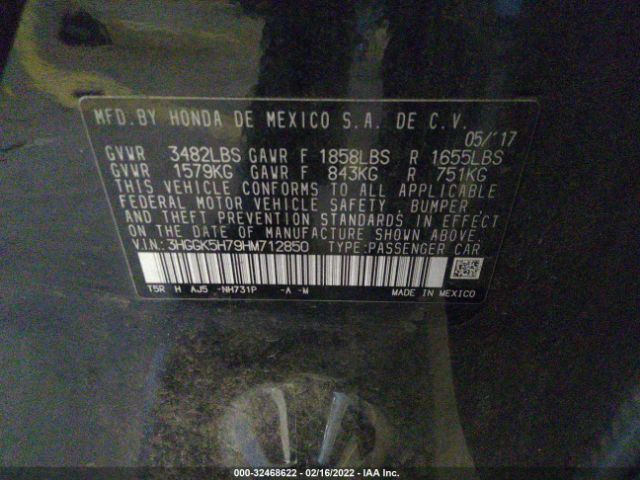 MFD.BY HONDA DE MEXICO S.A. DE C.V.
05/'17
GVWR 3482LBS GAWR F 1858LBS R 1655LBS
GVWR 1579KG GAWR F 843KG R 751KG
THIS VEHICLE CONFORMS TO ALL APPLICABLE
FEDERAL MOTOR VEHICLE SAFETY, BUMPER
AND THEFT PREVENTION STANDARDS IN EFFECT
ON THE DATE OF MANUFACTURE SHOWN ABOVE.
V.I.N.: 3HGGK5H79HM712850 TYPE:PASSENGER CAR
T5R H AJ5 -NH731P -A -M MADE IN MEXICO
000-32468622 - 02/16/2022 - IAA Inc.